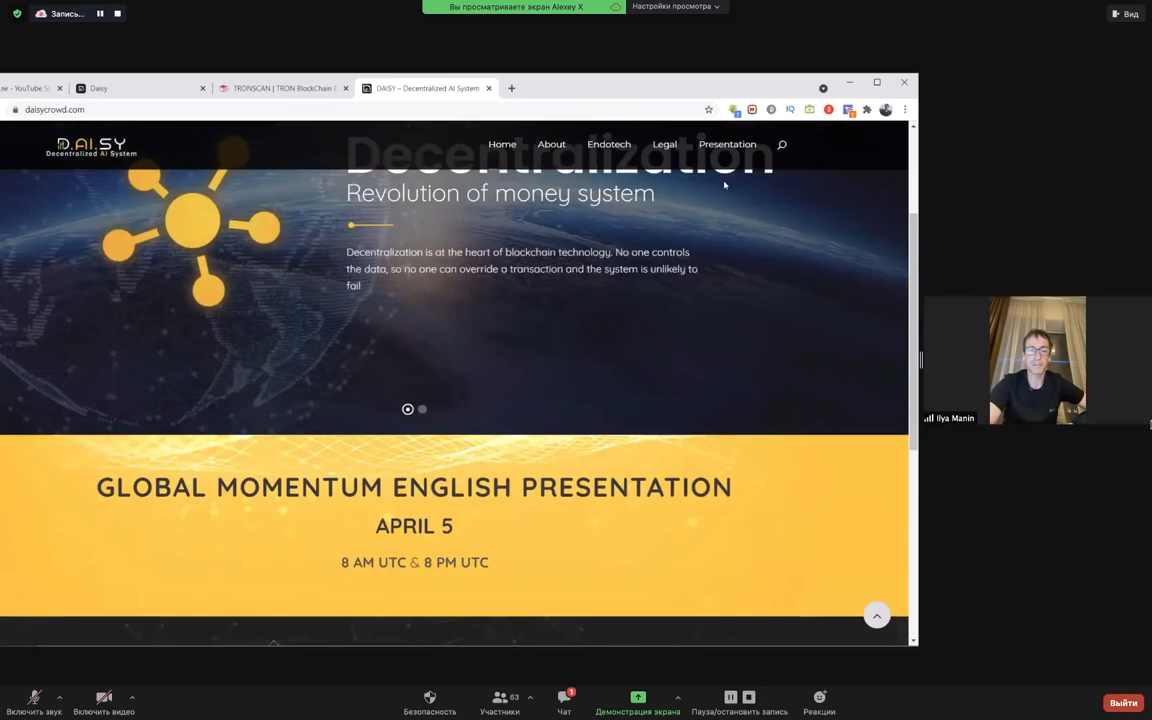 Запись...
Вы просматриваете экран Alexey X
Настройки просмотра
Вид
ле - YouTube St
Daisy
TRONSCAN | TRON BlockChain E
DAISY – Decentralized AI System
daisycrowd.com
D.AI.SY
Decentralized AI System
Home
About
Endotech
Legal
Presentation
Decentralization
Revolution of money system
Decentralization is at the heart of blockchain technology. No one controls
the data, so no one can override a transaction and the system is unlikely to
fail
Ilya Manin
GLOBAL MOMENTUM ENGLISH PRESENTATION
APRIL 5
8 AM UTC & 8 PM UTC
Включить звук
Включить видео
Безопасность
63
Участники
1
Чат
Демонстрация экрана
Пауза/остановить запись
Реакции
Выйти